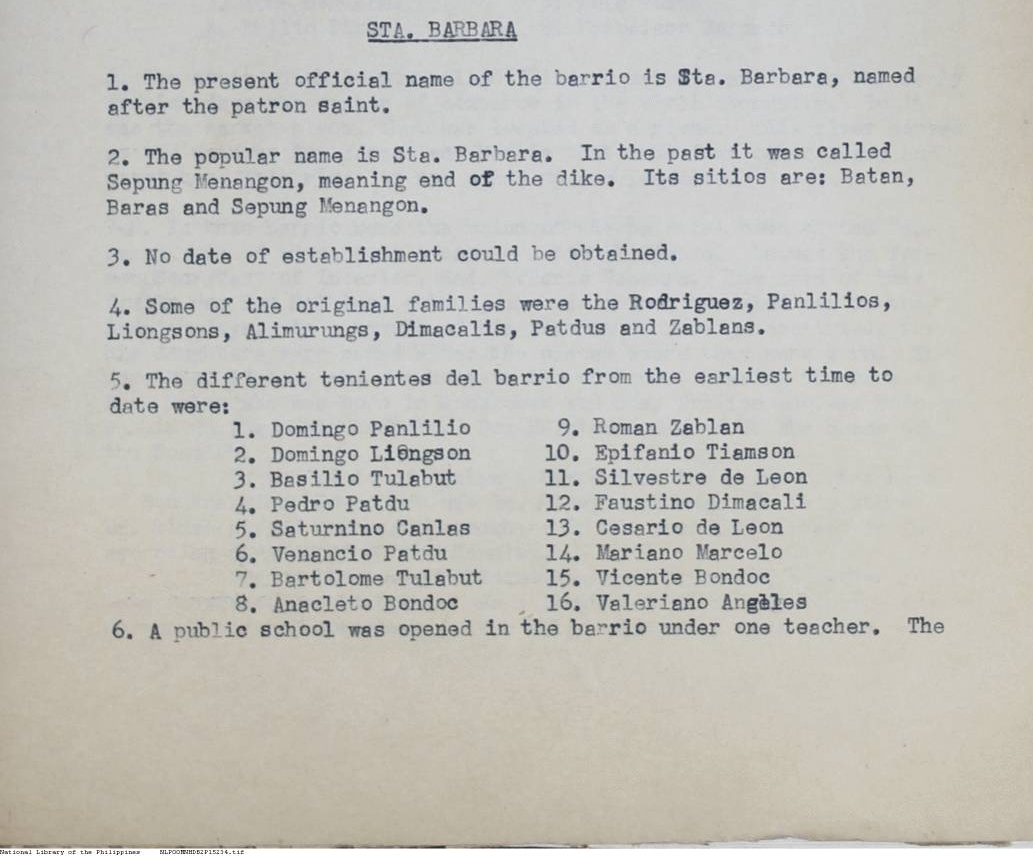 STA. BARBARA
1. The present official name of the barrio is Sta. Barbara, named
after the patron saint.
2. The popular name is Sta. Barbara. In the past it was called
Sepung Menangon, meaning end of the dike. Its sitios are: Batan,
Baras and Sepung Menangon.
3. No date of establishment could be obtained.
4. Some of the original families were the Rodriguez, Panlilios,
Liongsons, Alimurungs, Dimacalis, Patdus and Zablans.
5. The different tenientes del barrio from the earliest time to
date were:
1. Domingo Panlilio
2. Domingo Liongson
3. Basilio Tulabut
4. Pedro Patdu
5. Saturnino Canlas
6. Venancio Patdu
7. Bartolome Tulabut
8. Anacleto Bondoc
9. Roman Zablan
10. Epifanio Tiamson
11. Silvestre de Leon
12. Faustino Dimacali
13. Cesario de Leon
14. Mariano Marcelo
15. Vicente Bondoc
16. Valeriano Angeles
6. A public school was opened in the barrio under one teacher. The
National Library of the Philippines NLPOOMNHDB2P15234.tif